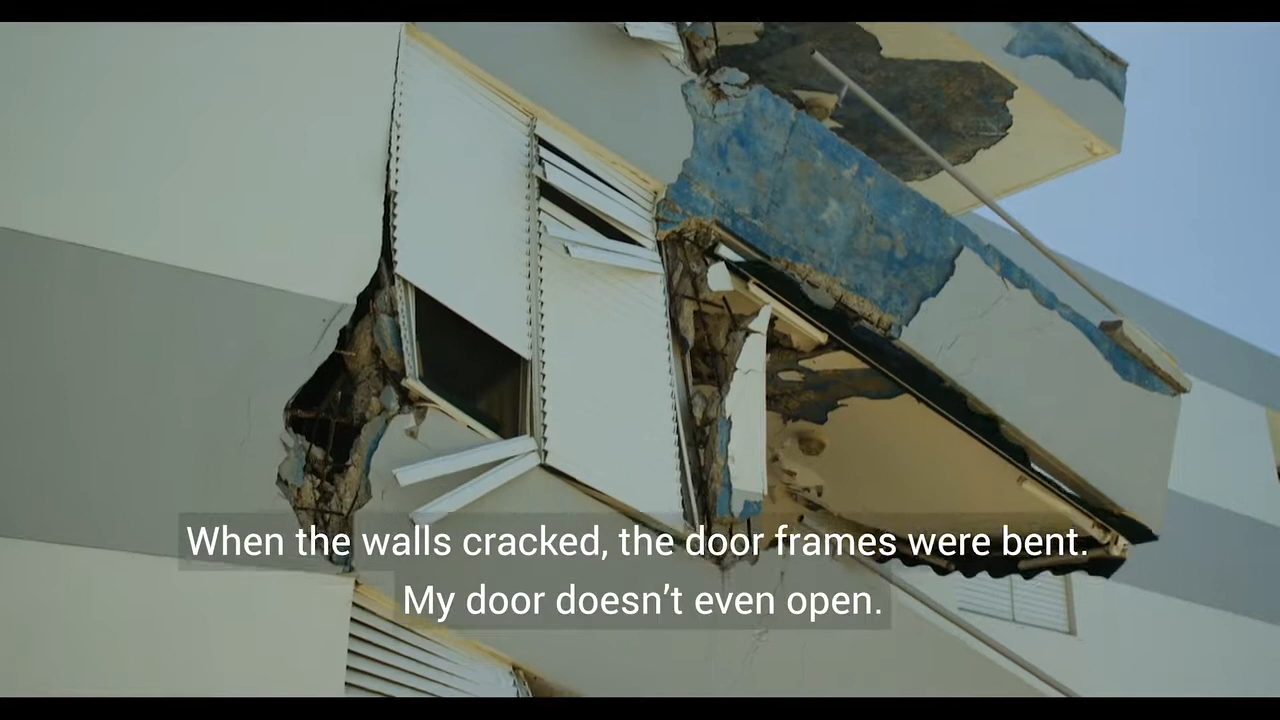 When the walls cracked, the door frames were bent.
My door doesn’t even open.